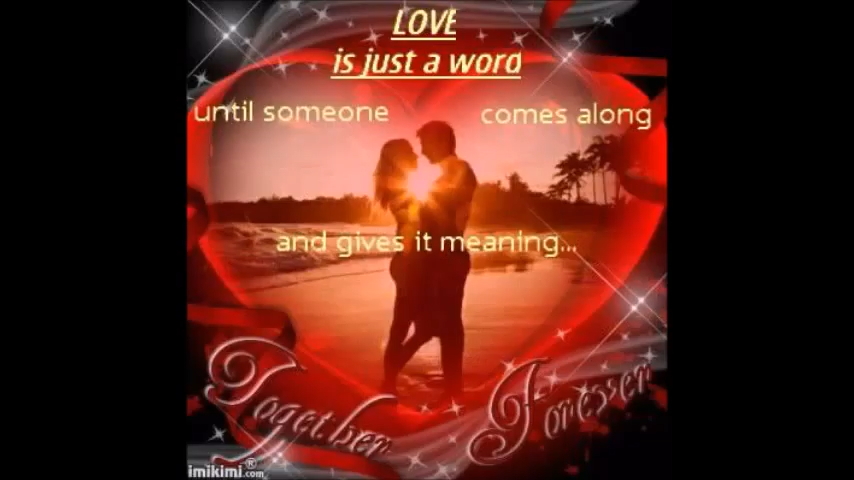 LOVE
is just a word
until someone comes along
and gives it meaning...
Together Forever
imikimi®.com